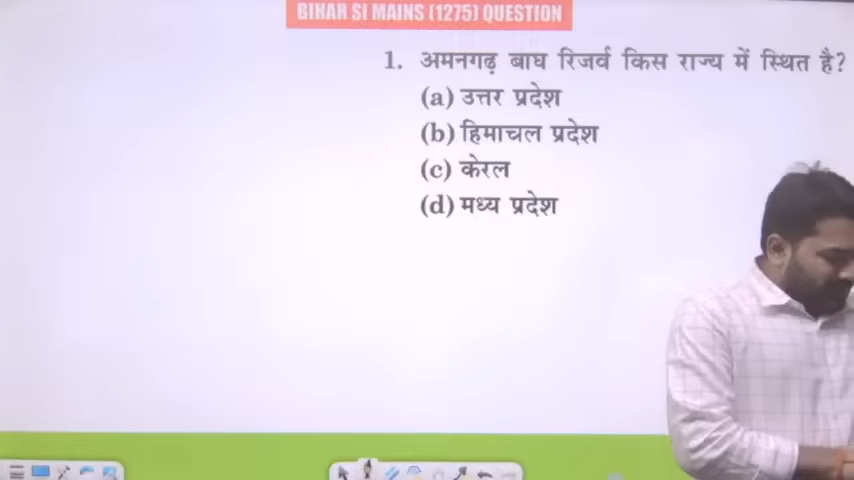 BIHAR SI MAINS (1275) QUESTION
1. अमनगढ़ बाघ रिजर्व किस राज्य में स्थित है?
(a) उत्तर प्रदेश
(b) हिमाचल प्रदेश
(c) केरल
(d) मध्य प्रदेश